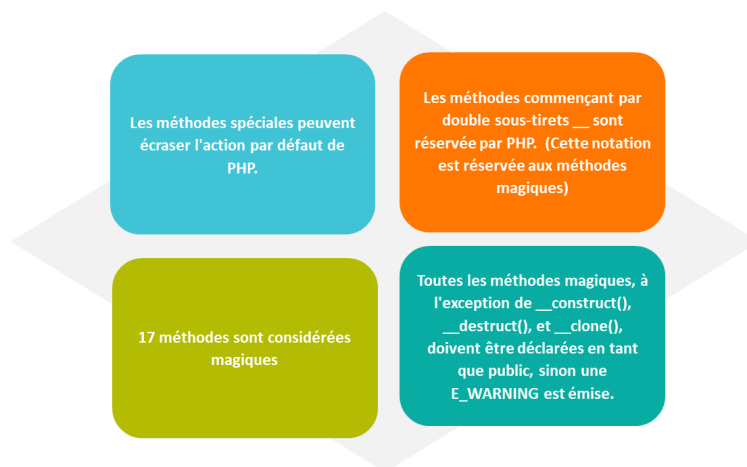 Les méthodes spéciales peuvent
écraser l'action par défaut de
PHP.
Les méthodes commençant par
double sous-tirets __ sont
réservée par PHP.  (Cette notation
est réservée aux méthodes
magiques)
17 méthodes sont considérées
magiques
Toutes les méthodes magiques, à
l'exception de __construct(),
__destruct(), et __clone(),
doivent être déclarées en tant
que public, sinon une
E_WARNING est émise.